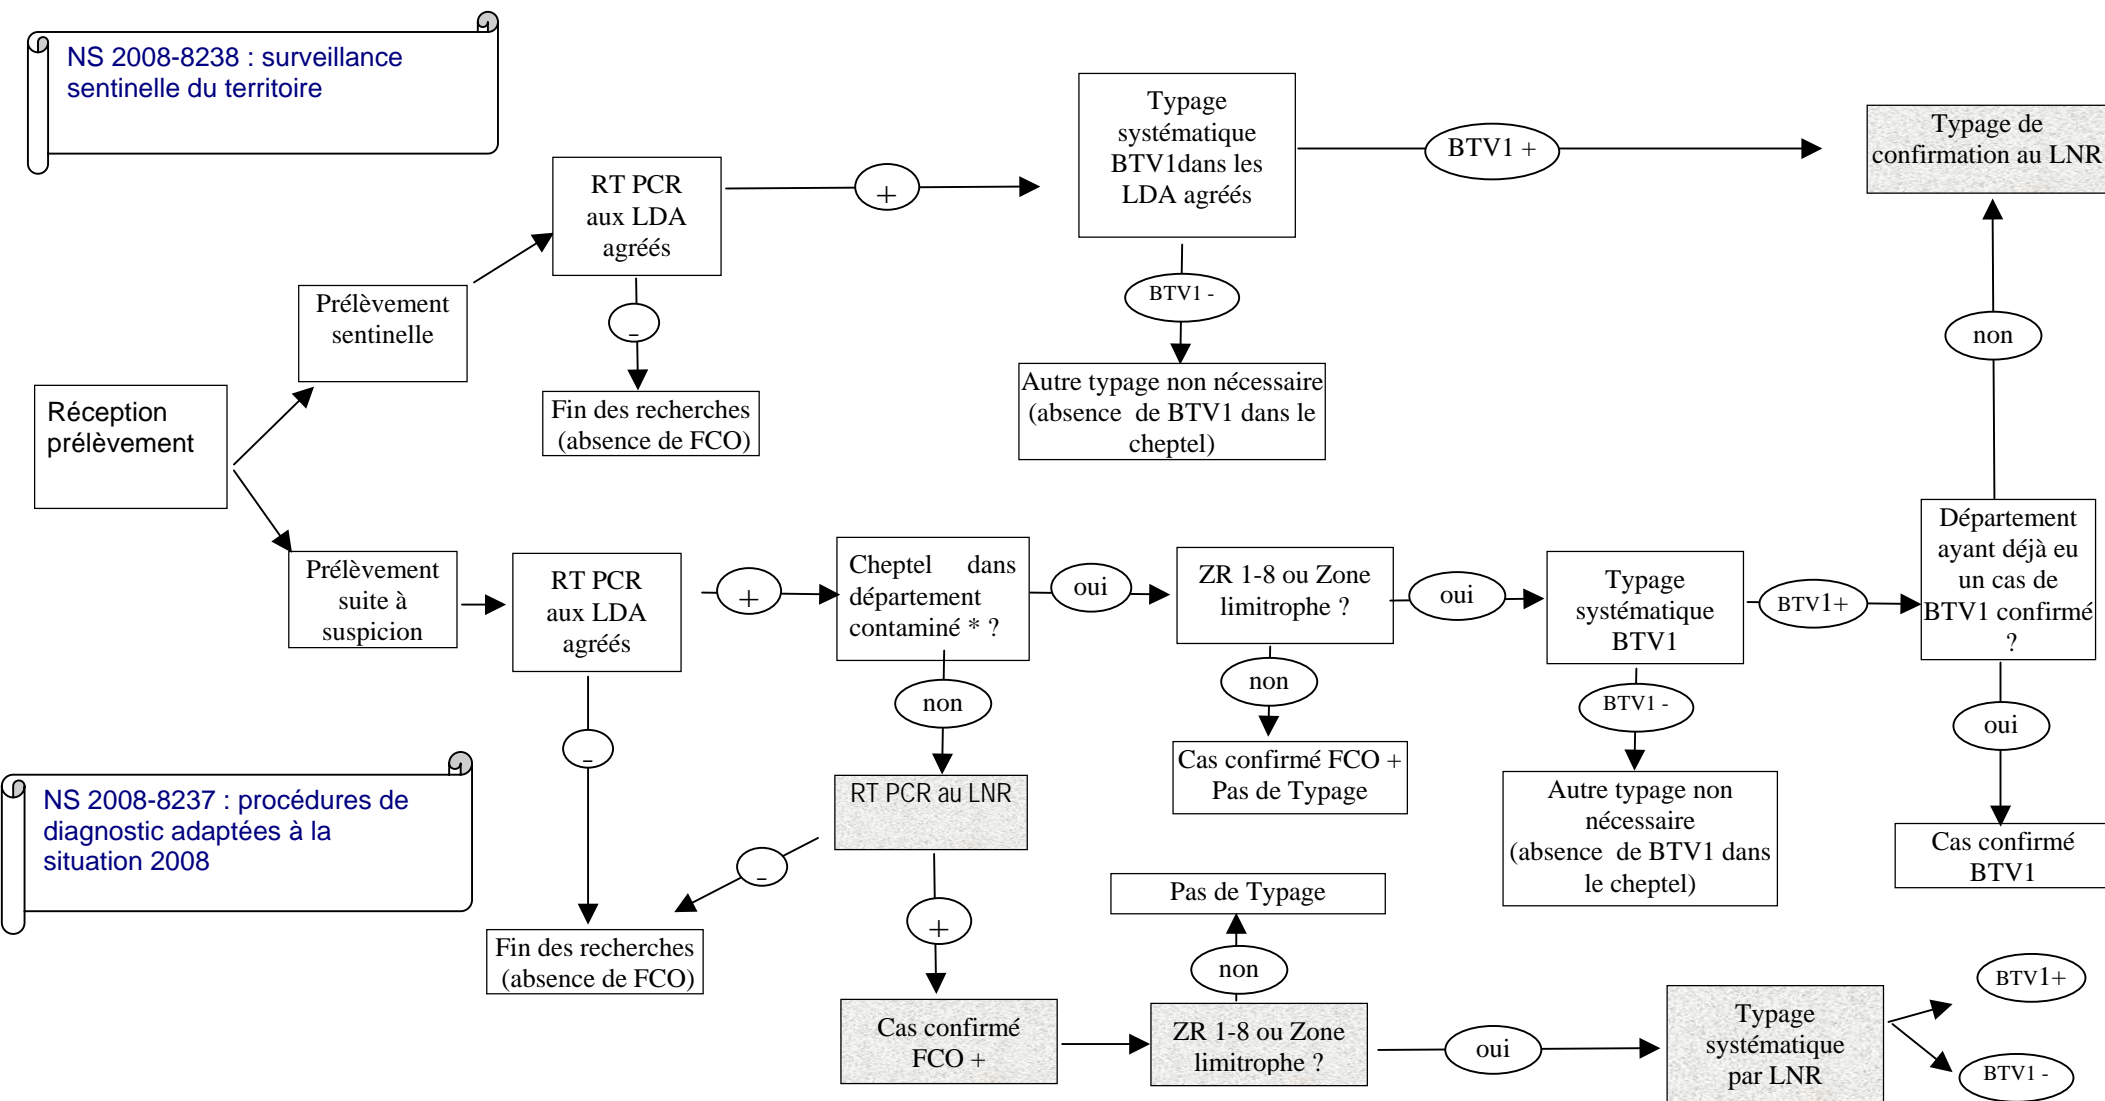 NS 2008-8238 : surveillance
sentinelle du territoire
RT PCR
aux LDA
agréés
+
Typage
systématique
BTV1dans les
LDA agréés
BTV1 +
Typage de
confirmation au LNR
Prélèvement
sentinelle
-
BTV1 -
non
Fin des recherches
(absence de FCO)
Autre typage non nécessaire
(absence de BTV1 dans le
cheptel)
Réception
prélèvement
Prélèvement
suite à
suspicion
RT PCR
aux LDA
agréés
+
Cheptel dans
département
contaminé * ?
oui
ZR 1-8 ou Zone
limitrophe ?
oui
Typage
systématique
BTV1
BTV1+
Département
ayant déjà eu
un cas de
BTV1 confirmé
?
non
non
BTV1 -
oui
-
Cas confirmé FCO +
Pas de Typage
Autre typage non
nécessaire
(absence de BTV1 dans
le cheptel)
Cas confirmé
BTV1
NS 2008-8237 : procédures de
diagnostic adaptées à la
situation 2008
RT PCR au LNR
-
+
Pas de Typage
non
Fin des recherches
(absence de FCO)
Cas confirmé
FCO +
ZR 1-8 ou Zone
limitrophe ?
oui
Typage
systématique
par LNR
BTV1+
BTV1 -